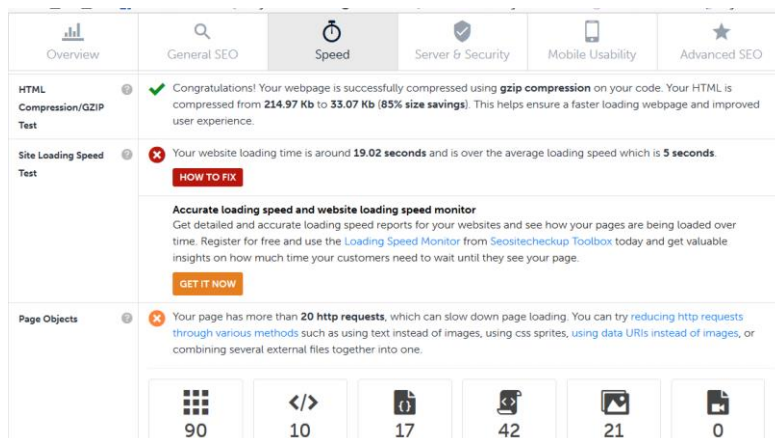 Overview General SEO Speed Server & Security Mobile Usability Advanced SEO
HTML Compression/GZIP Test
Congratulations! Your webpage is successfully compressed using gzip compression on your code. Your HTML is
compressed from 214.97 Kb to 33.07 Kb (85% size savings). This helps ensure a faster loading webpage and improved
user experience.
Site Loading Speed Test
Your website loading time is around 19.02 seconds and is over the average loading speed which is 5 seconds.
HOW TO FIX
Accurate loading speed and website loading speed monitor
Get detailed and accurate loading speed reports for your websites and see how your pages are being loaded over
time. Register for free and use the Loading Speed Monitor from Seositecheckup Toolbox today and get valuable
insights on how much time your customers need to wait until they see your page.
GET IT NOW
Page Objects
Your page has more than 20 http requests, which can slow down page loading. You can try reducing http requests
through various methods such as using text instead of images, using css sprites, using data URIs instead of images, or
combining several external files together into one.
90 10 17 42 21 0